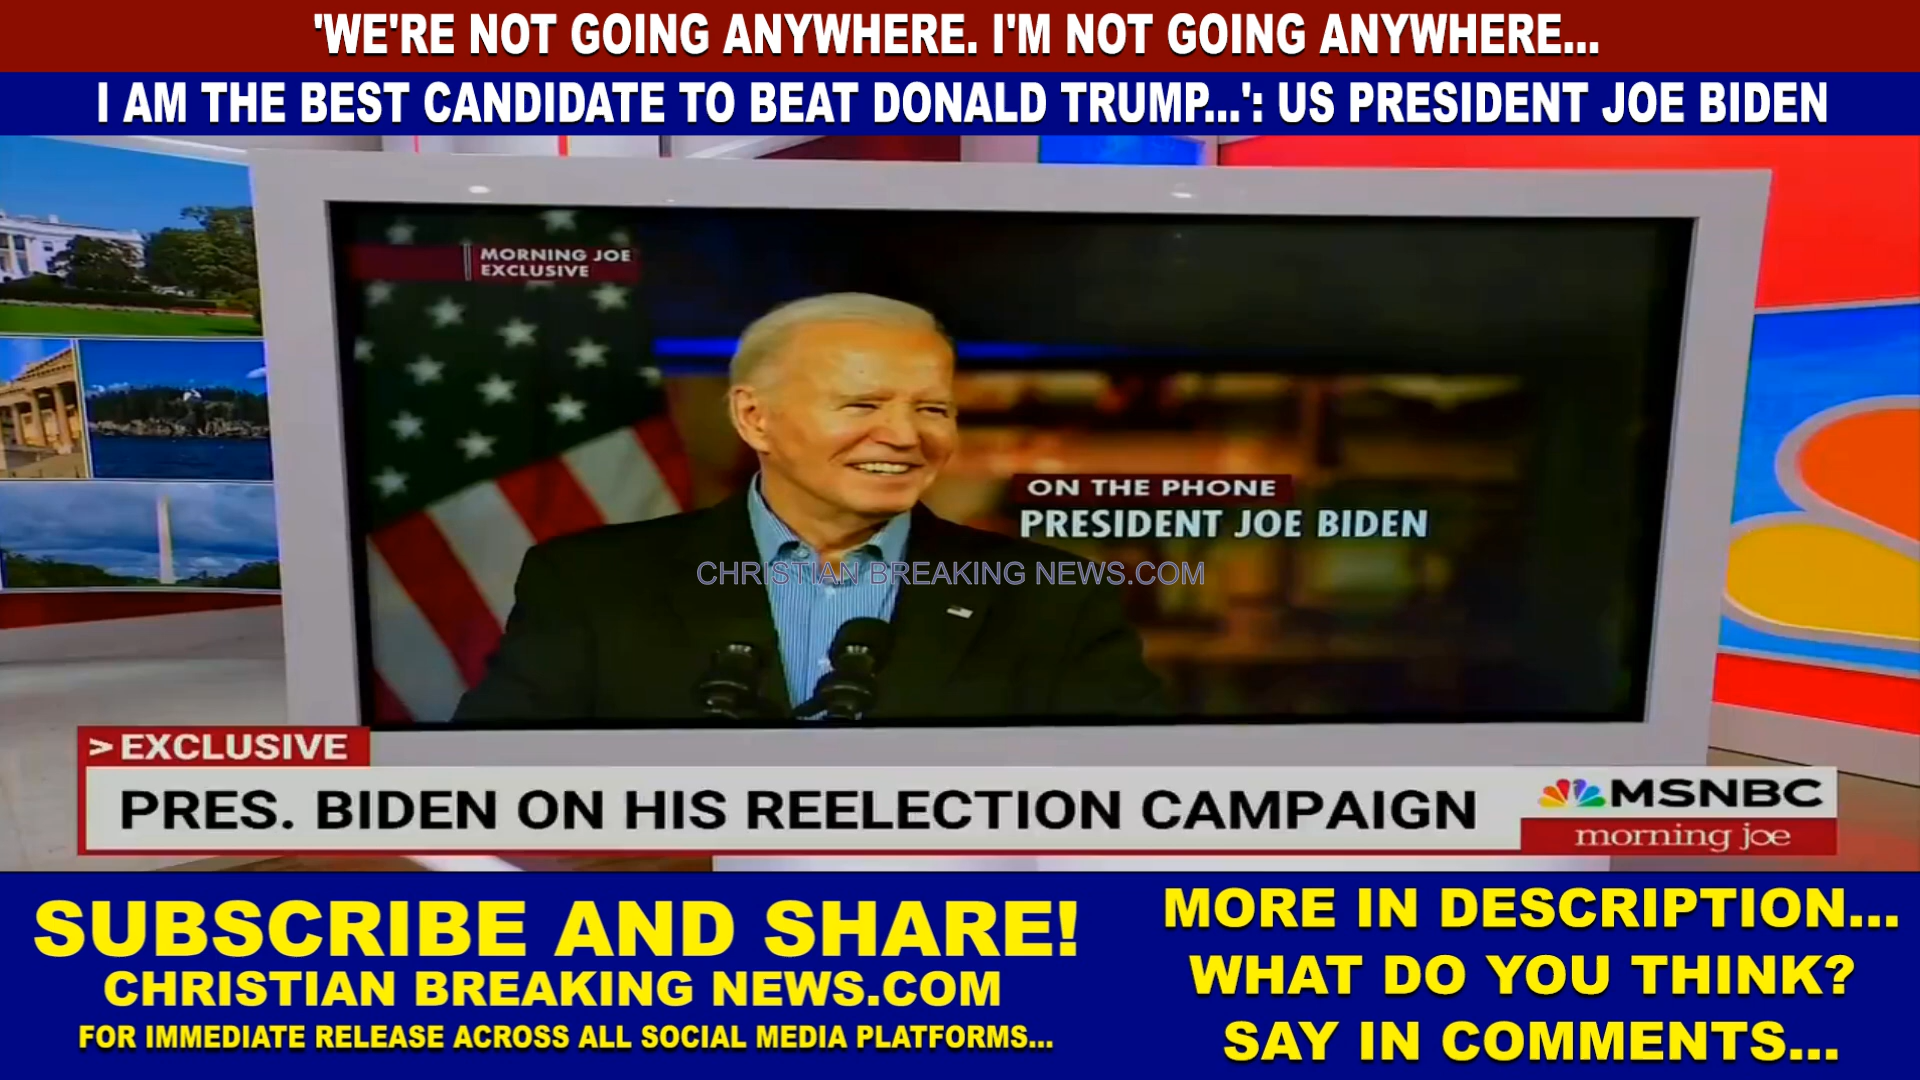 'WE'RE NOT GOING ANYWHERE. I'M NOT GOING ANYWHERE...
I AM THE BEST CANDIDATE TO BEAT DONALD TRUMP...': US PRESIDENT JOE BIDEN
MORNING JOE
EXCLUSIVE
ON THE PHONE
PRESIDENT JOE BIDEN
CHRISTIAN BREAKING NEWS.COM
>EXCLUSIVE
PRES. BIDEN ON HIS REELECTION CAMPAIGN
MSNBC
morning joe
SUBSCRIBE AND SHARE!
CHRISTIAN BREAKING NEWS.COM
FOR IMMEDIATE RELEASE ACROSS ALL SOCIAL MEDIA PLATFORMS...
MORE IN DESCRIPTION...
WHAT DO YOU THINK?
SAY IN COMMENTS...